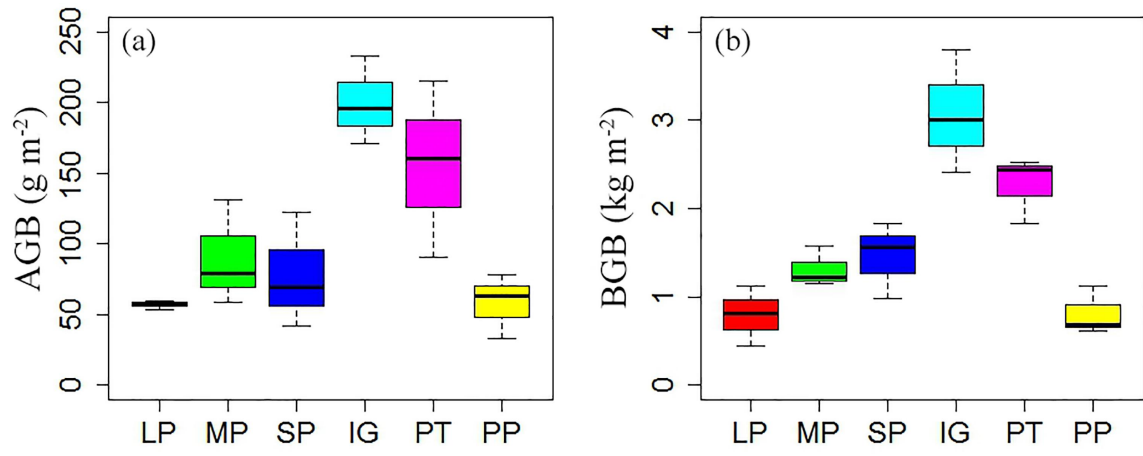 (a)
AGB (g m⁻²)
250
200
150
100
50
0
LP MP SP IG PT PP
(b)
BGB (kg m⁻²)
4
3
2
1
0
LP MP SP IG PT PP